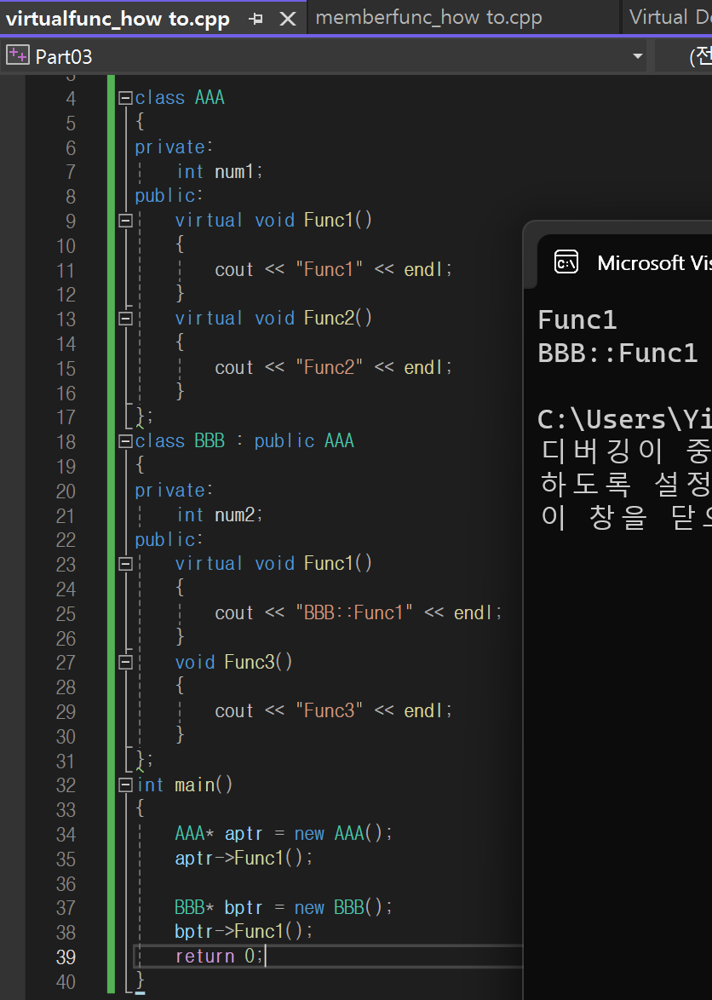 virtualfunc_how to.cpp memberfunc_how to.cpp Virtual
Part03
4 class AAA
5 {
6 private:
7 int num1;
8 public:
9 virtual void Func1()
10 {
11 cout << "Func1" << endl;
12 }
13 virtual void Func2()
14 {
15 cout << "Func2" << endl;
16 }
17 };
18 class BBB : public AAA
19 {
20 private:
21 int num2;
22 public:
23 virtual void Func1()
24 {
25 cout << "BBB::Func1" << endl;
26 }
27 void Func3()
28 {
29 cout << "Func3" << endl;
30 }
31 };
32 int main()
33 {
34 AAA* aptr = new AAA();
35 aptr->Func1();
36
37 BBB* bptr = new BBB();
38 bptr->Func1();
39 return 0;
40 }
Microsoft
Func1
BBB::Func1
C:\Users\Yi
디버깅이 중
하도록 설정
이 창을